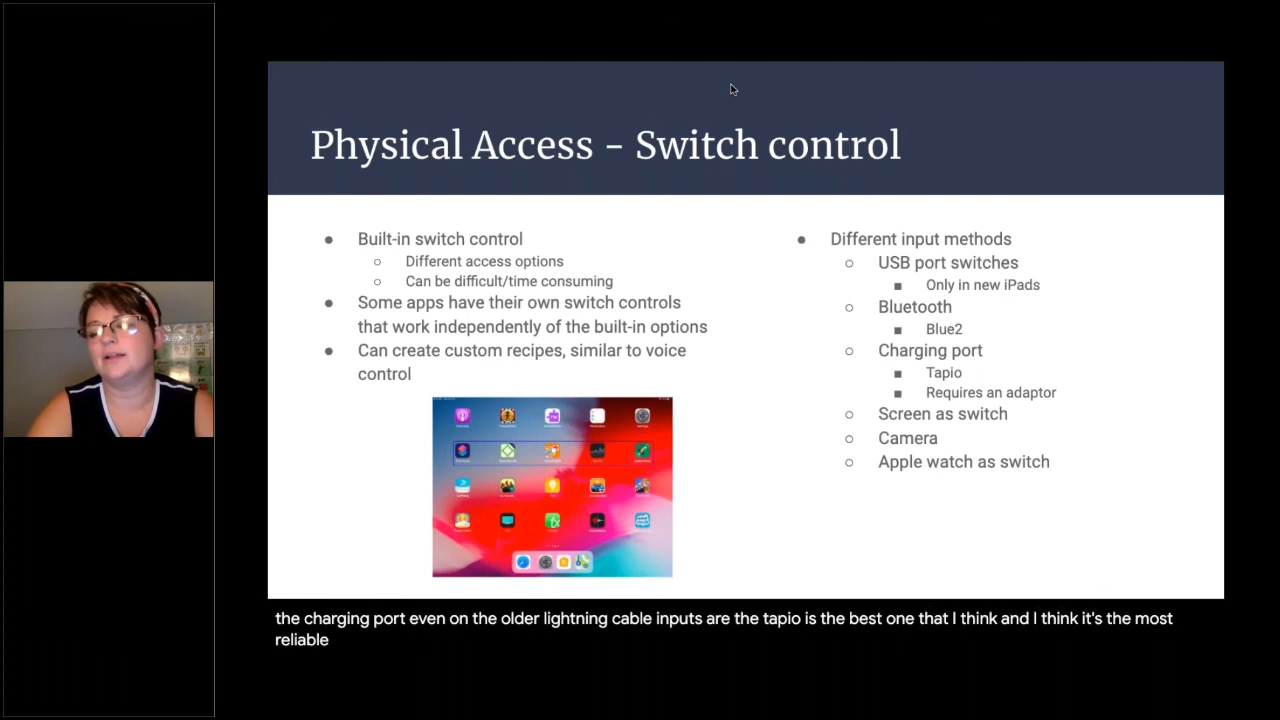 Physical Access - Switch control
Built-in switch control
Different access options
Can be difficult/time consuming
Some apps have their own switch controls
that work independently of the built-in options
Can create custom recipes, similar to voice
control
Different input methods
USB port switches
Only in new iPads
Bluetooth
Blue2
Charging port
Tapio
Requires an adaptor
Screen as switch
Camera
Apple watch as switch
the charging port even on the older lightning cable inputs are the tapio is the best one that I think and I think it's the most
reliable